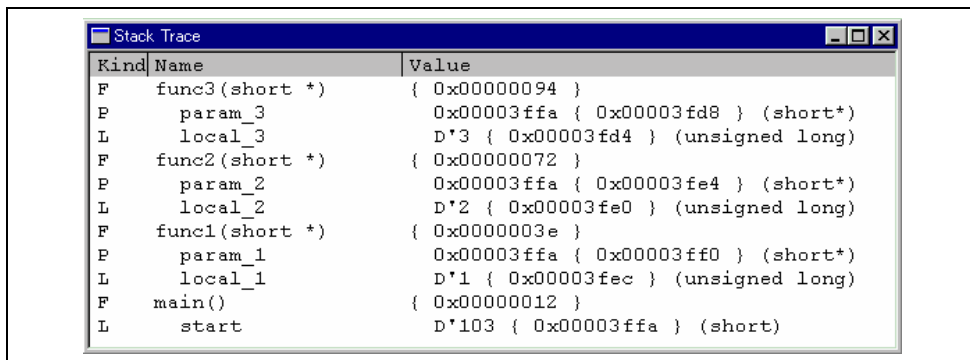 Stack Trace
Kind Name Value
F func3(short *) { 0x00000094 }
P param_3 0x00003ffa { 0x00003fd8 } (short*)
L local_3 D'3 { 0x00003fd4 } (unsigned long)
F func2(short *) { 0x00000072 }
P param_2 0x00003ffa { 0x00003fe4 } (short*)
L local_2 D'2 { 0x00003fe0 } (unsigned long)
F func1(short *) { 0x0000003e }
P param_1 0x00003ffa { 0x00003ff0 } (short*)
L local_1 D'1 { 0x00003fec } (unsigned long)
F main() { 0x00000012 }
L start D'103 { 0x00003ffa } (short)